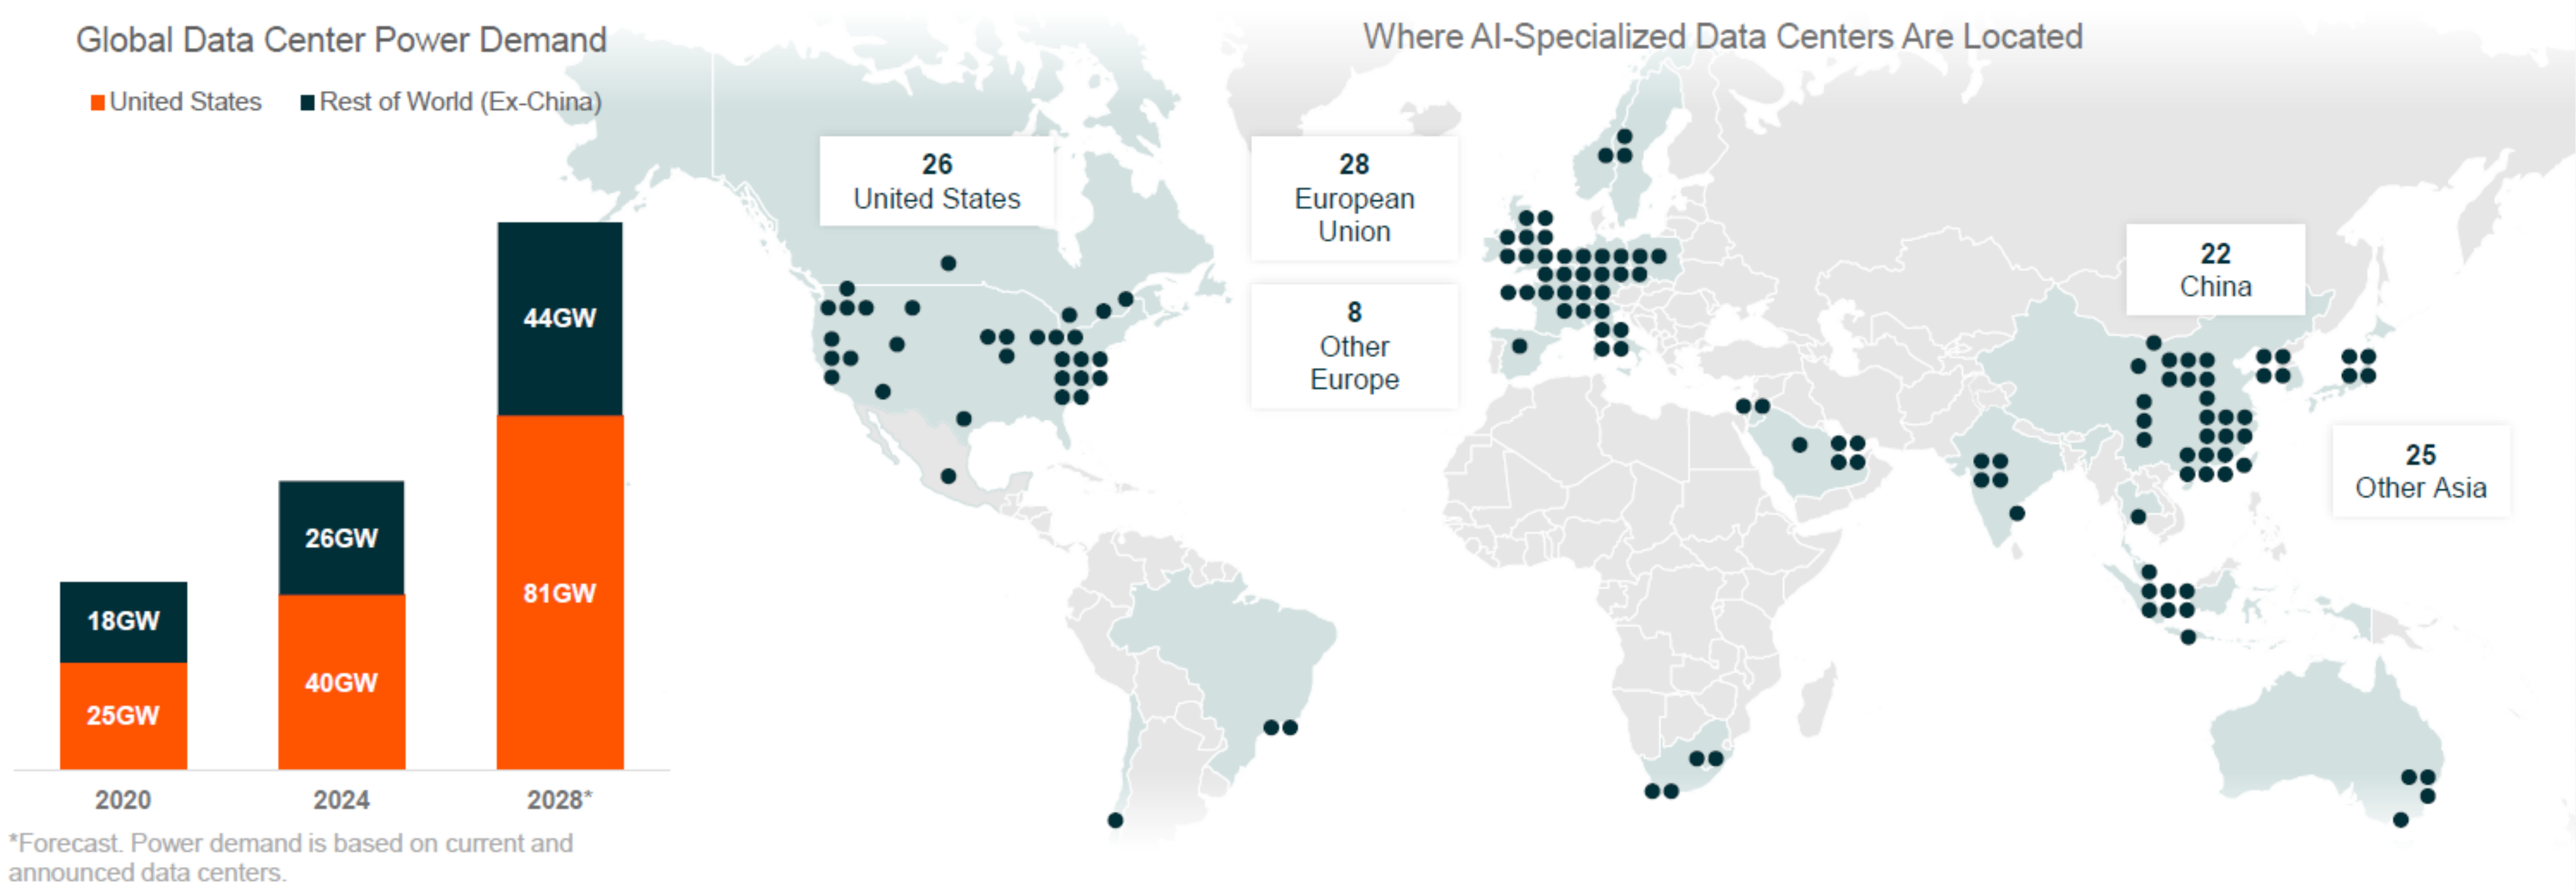 Global Data Center Power Demand
United States
Rest of World (Ex-China)
44GW
81GW
26GW
40GW
18GW
25GW
2020
2024
2028*
*Forecast. Power demand is based on current and
announced data centers.
Where AI-Specialized Data Centers Are Located
26
United States
28
European
Union
8
Other
Europe
22
China
25
Other Asia